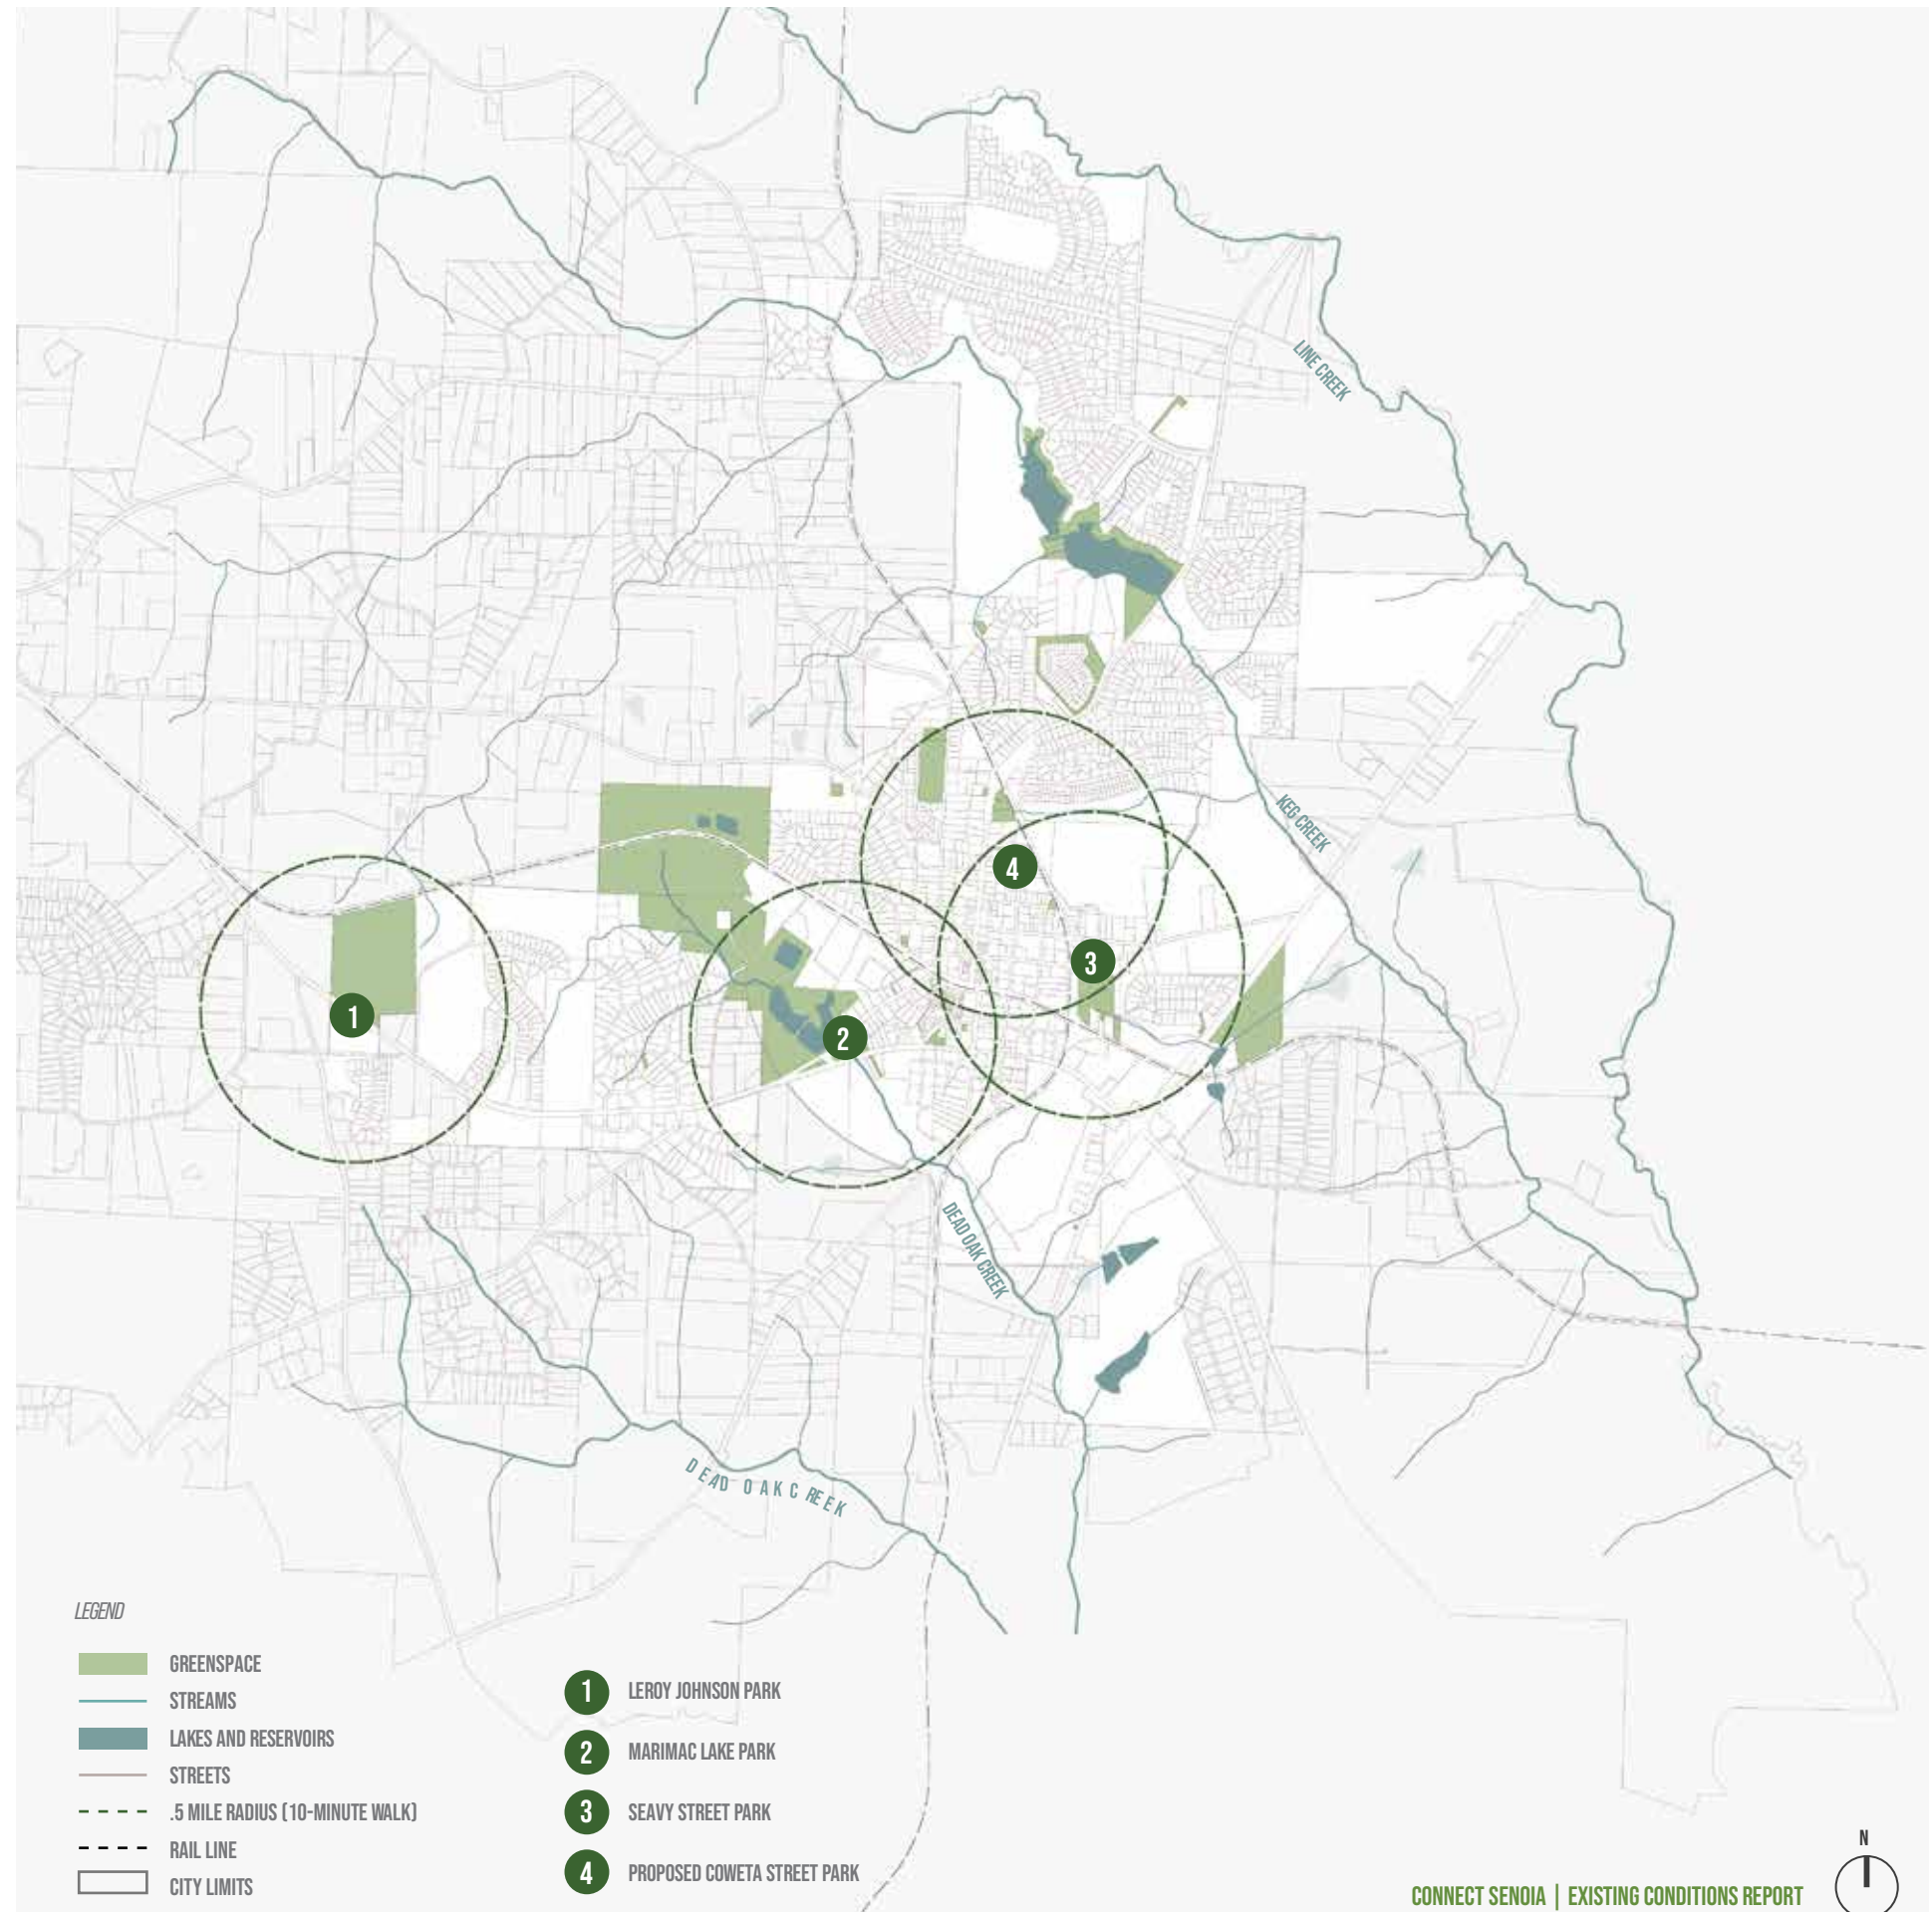 LINE CREEK
KEG CREEK
4
3
1
2
DEAD OAK CREEK
DEAD OAK CREEK
LEGEND
GREENSPACE
STREAMS
LAKES AND RESERVOIRS
STREETS
.5 MILE RADIUS (10-MINUTE WALK)
RAIL LINE
CITY LIMITS
1 LEROY JOHNSON PARK
2 MARIMAC LAKE PARK
3 SEAVY STREET PARK
4 PROPOSED COWETA STREET PARK
N
CONNECT SENOIA | EXISTING CONDITIONS REPORT